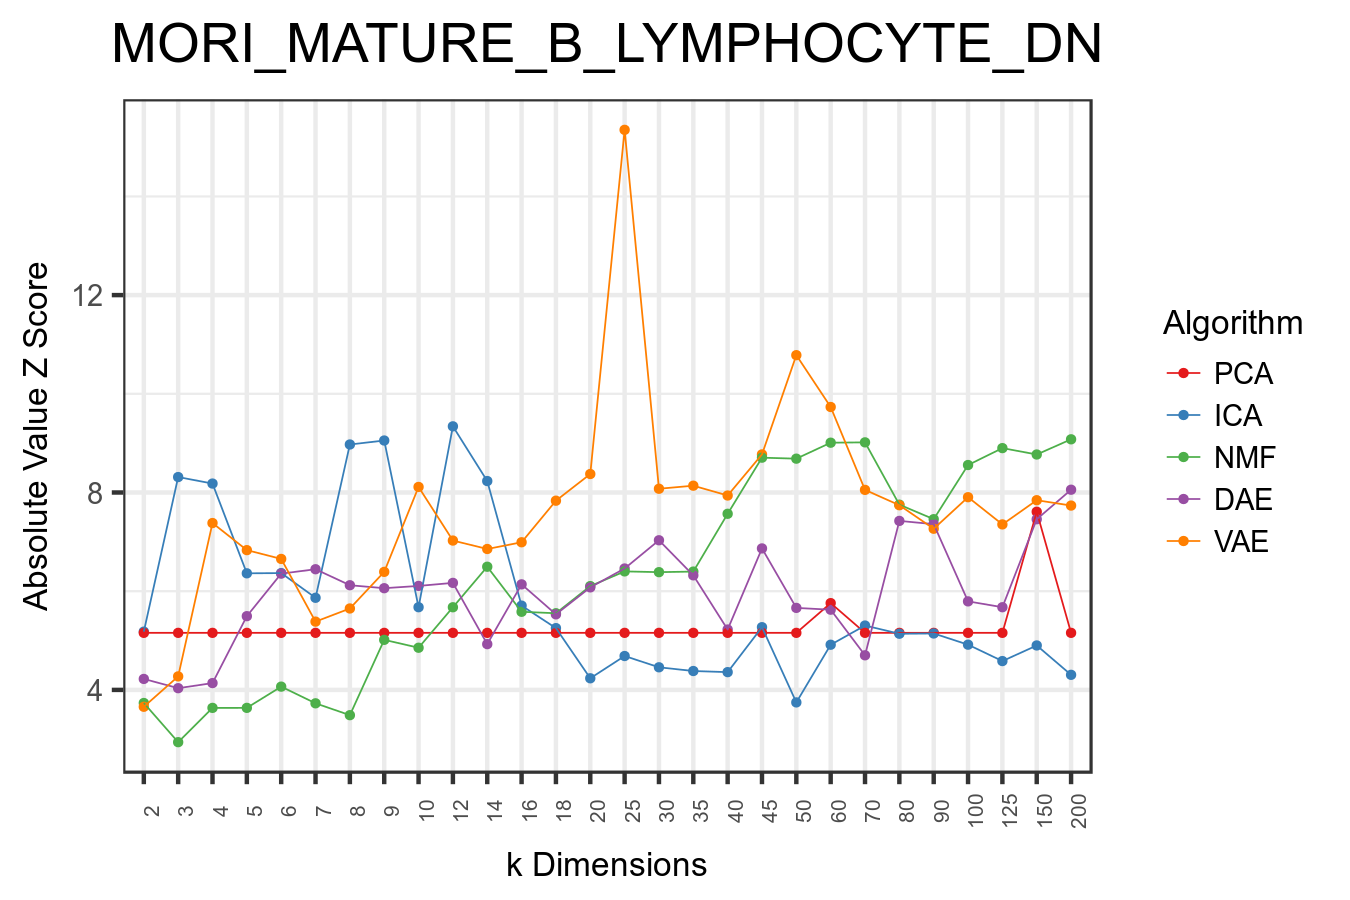 MORI_MATURE_B_LYMPHOCYTE_DN
Absolute Value Z Score
12
8
4
2 3 4 5 6 7 8 9 10 12 14 16 18 20 25 30 35 40 45 50 60 70 80 90 100 125 150 200
k Dimensions
Algorithm
PCA
ICA
NMF
DAE
VAE